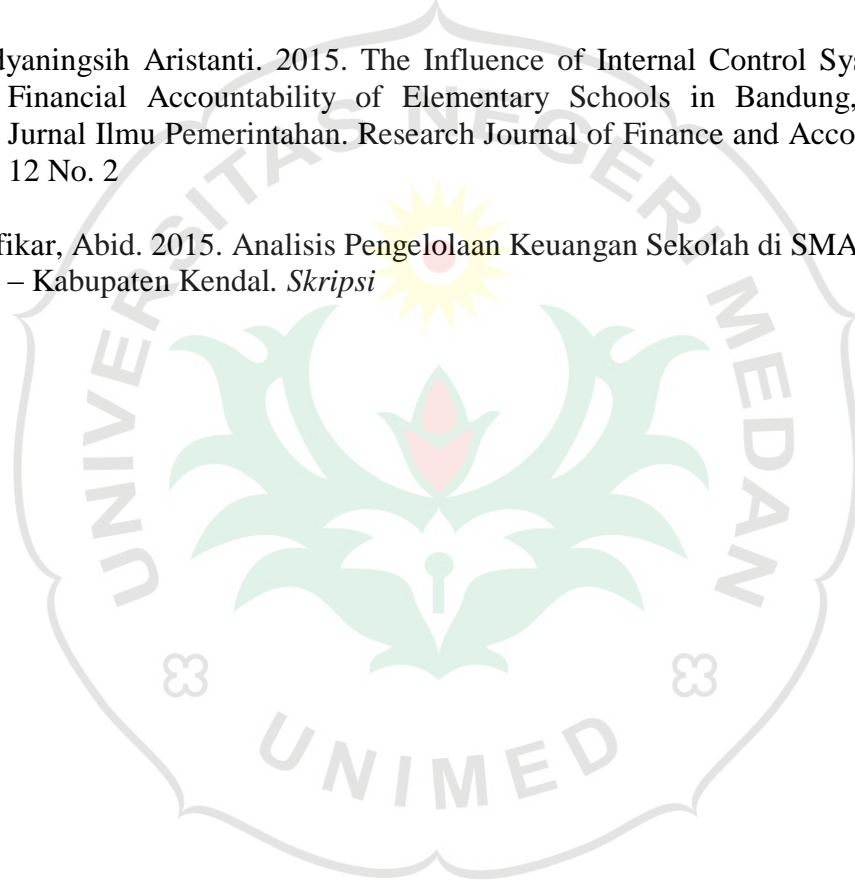 dyaningsih Aristanti. 2015. The Influence of Internal Control Sys
Financial Accountability of Elementary Schools in Bandung,
Jurnal Ilmu Pemerintahan. Research Journal of Finance and Acco
12 No. 2
fikar, Abid. 2015. Analisis Pengelolaan Keuangan Sekolah di SMA
– Kabupaten Kendal. Skripsi
UNIVERSITAS NEGERI MEDAN
UNIMED